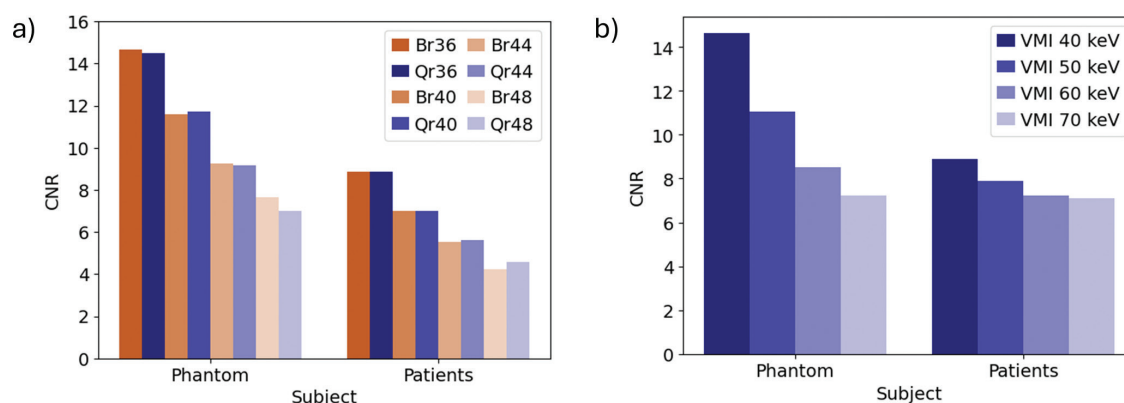 a)
16
14
12
10
8
6
4
2
0
CNR
Br36 Br44
Qr36 Qr44
Br40 Br48
Qr40 Qr48
Phantom Patients
Subject
b)
14
12
10
8
6
4
2
0
CNR
VMI 40 keV
VMI 50 keV
VMI 60 keV
VMI 70 keV
Phantom Patients
Subject